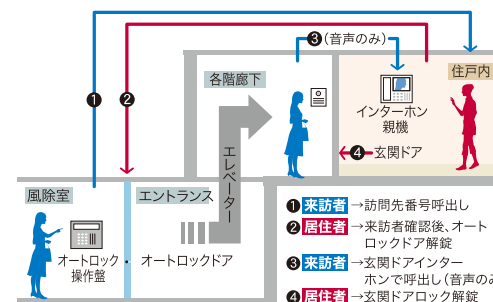 ❸(音声のみ)
各階廊下
住戸内
❶
❷
インターホン
親機
❹ 玄関ドア
エレベーター
風除室
エントランス
オートロック
操作盤
・
オートロックドア
❶ 来訪者 →訪問先番号呼出し
❷ 居住者 →来訪者確認後、オート
ロックドア解錠
❸ 来訪者 →玄関ドアインター
ホンで呼出し(音声のみ
❹ 居住者 →玄関ドアロック解錠